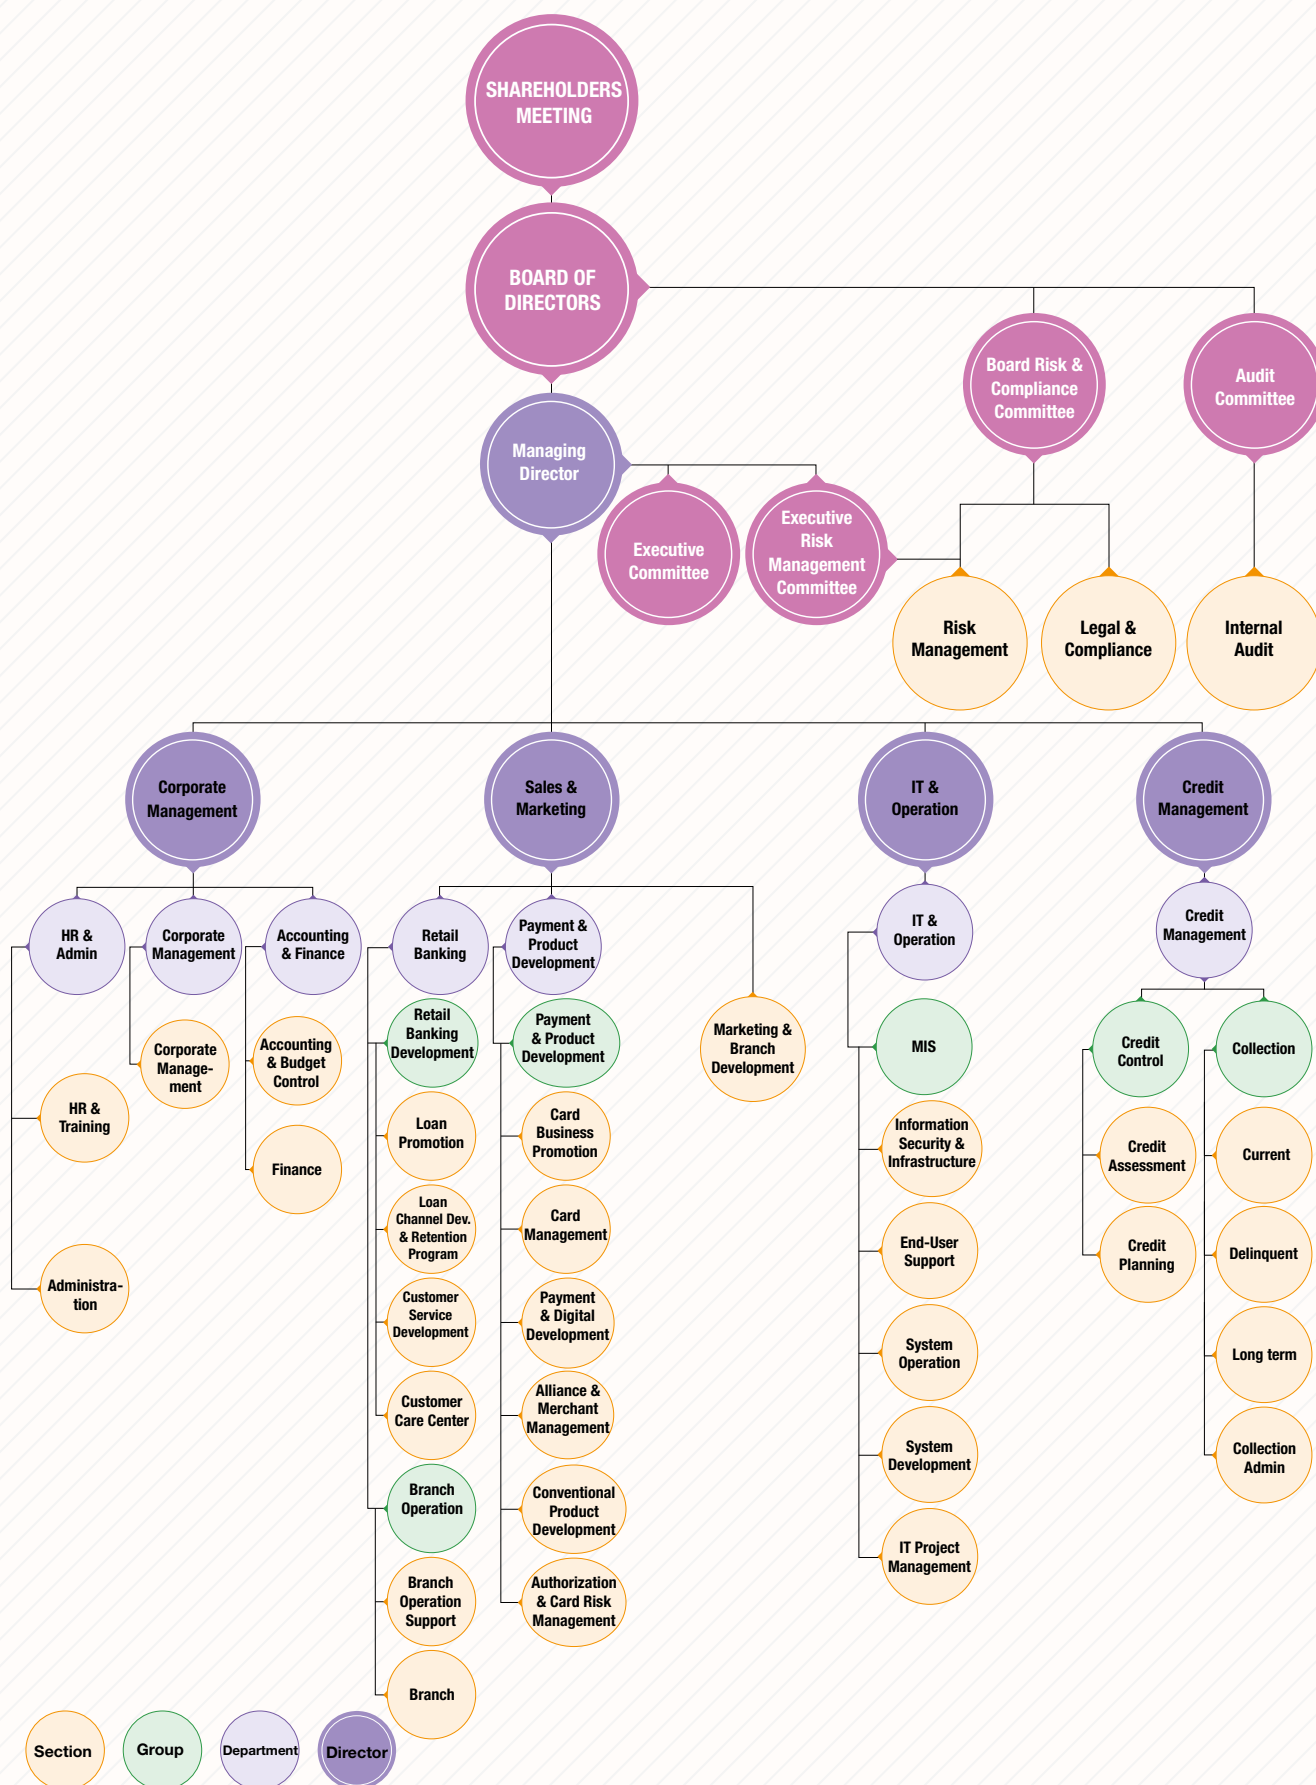 SHAREHOLDERS
MEETING
BOARD OF
DIRECTORS
Board Risk &
Compliance
Committee
Audit
Committee
Managing
Director
Executive
Committee
Executive
Risk
Management
Committee
Risk
Management
Legal &
Compliance
Internal
Audit
Corporate
Management
Sales &
Marketing
IT &
Operation
Credit
Management
HR &
Admin
Corporate
Management
Accounting
& Finance
Retail
Banking
Payment &
Product
Development
IT &
Operation
Credit
Management
HR &
Training
Administra-
tion
Corporate
Manage-
ment
Accounting
& Budget
Control
Finance
Retail
Banking
Development
Loan
Promotion
Loan
Channel Dev.
& Retention
Program
Customer
Service
Development
Customer
Care Center
Branch
Operation
Branch
Operation
Support
Branch
Payment
& Product
Development
Card
Business
Promotion
Card
Management
Payment
& Digital
Development
Alliance &
Merchant
Management
Conventional
Product
Development
Authorization
& Card Risk
Management
Marketing &
Branch
Development
MIS
Information
Security &
Infrastructure
End-User
Support
System
Operation
System
Development
IT Project
Management
Credit
Control
Credit
Assessment
Credit
Planning
Collection
Current
Delinquent
Long term
Collection
Admin
Section
Group
Department
Director